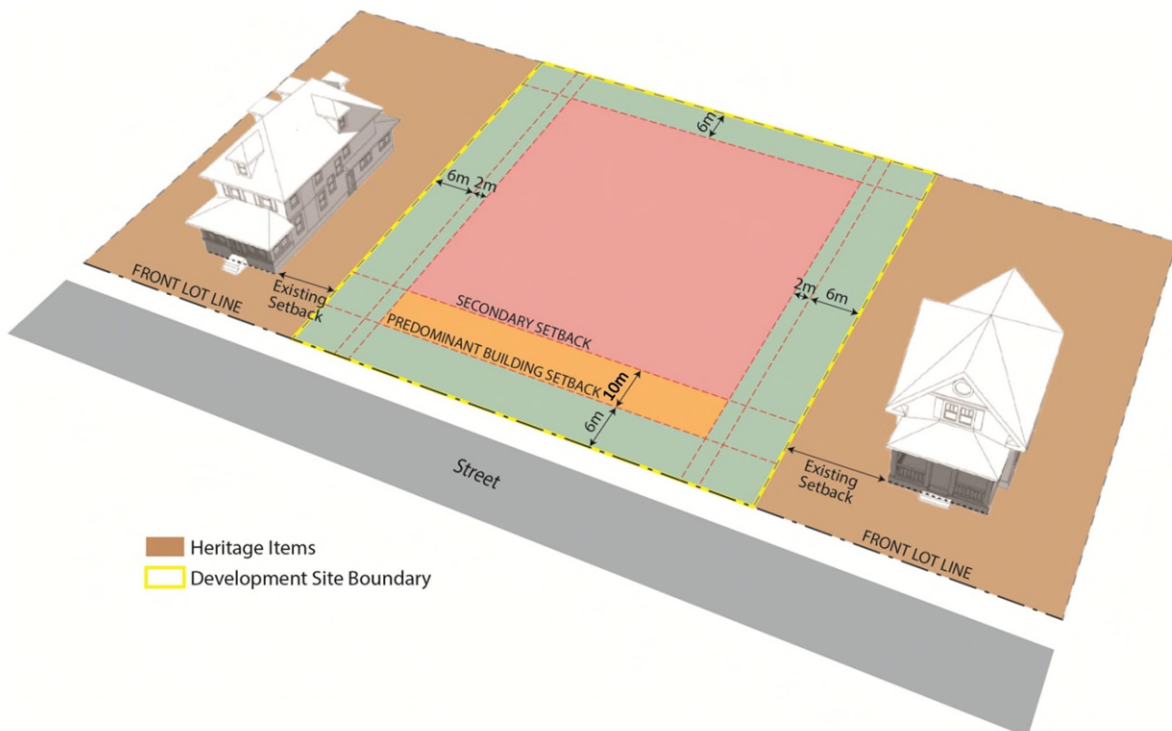 6m
6m
2m
FRONT LOT LINE
Existing
Setback
SECONDARY SETBACK
PREDOMINANT BUILDING SETBACK
10m
6m
2m
6m
Existing
Setback
FRONT LOT LINE
Street
Heritage Items
Development Site Boundary